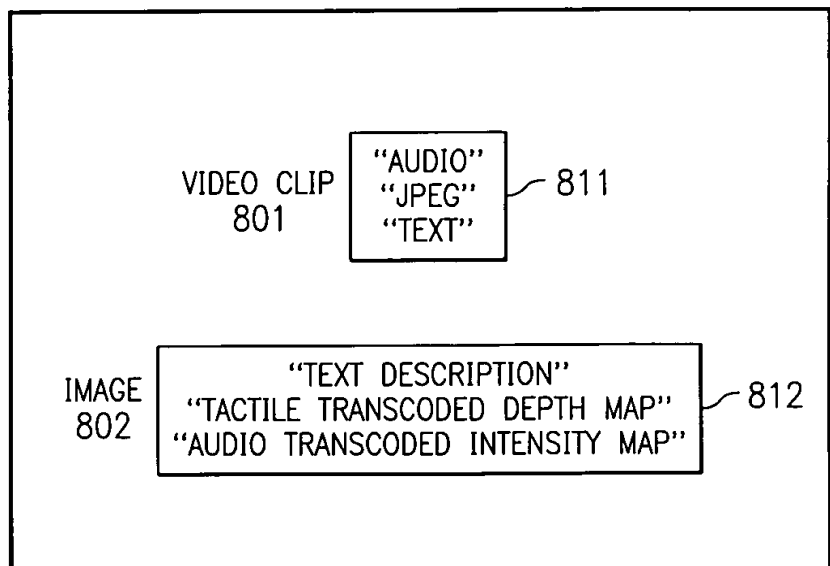 VIDEO CLIP
801
“AUDIO”
“JPEG”
“TEXT”
811
IMAGE
802
“TEXT DESCRIPTION”
“TACTILE TRANSCODED DEPTH MAP”
“AUDIO TRANSCODED INTENSITY MAP”
812